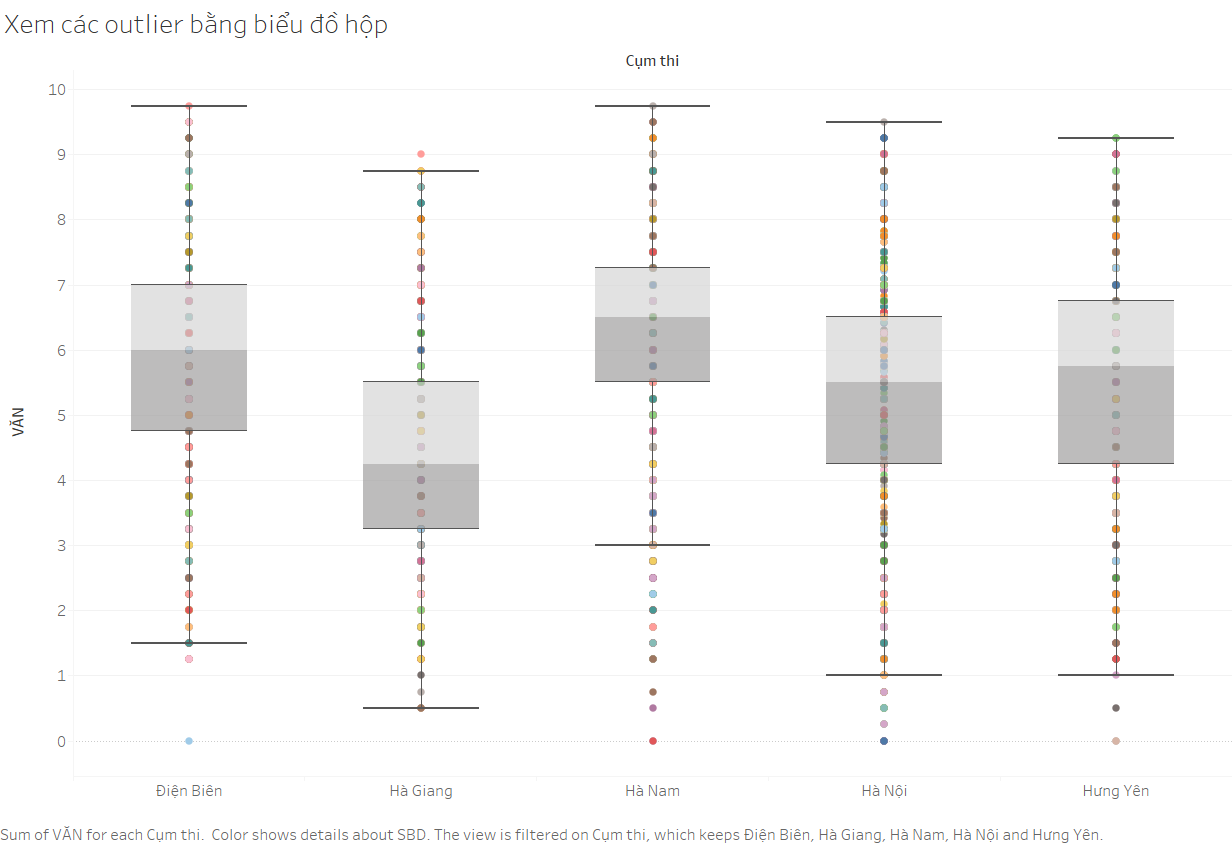 Xem các outlier bằng biểu đồ hộp
Cụm thi
10
9
8
7
6
5
4
3
2
1
0
VĂN
Điện Biên
Hà Giang
Hà Nam
Hà Nội
Hưng Yên
Sum of VĂN for each Cụm thi.  Color shows details about SBD. The view is filtered on Cụm thi, which keeps Điện Biên, Hà Giang, Hà Nam, Hà Nội and Hưng Yên.